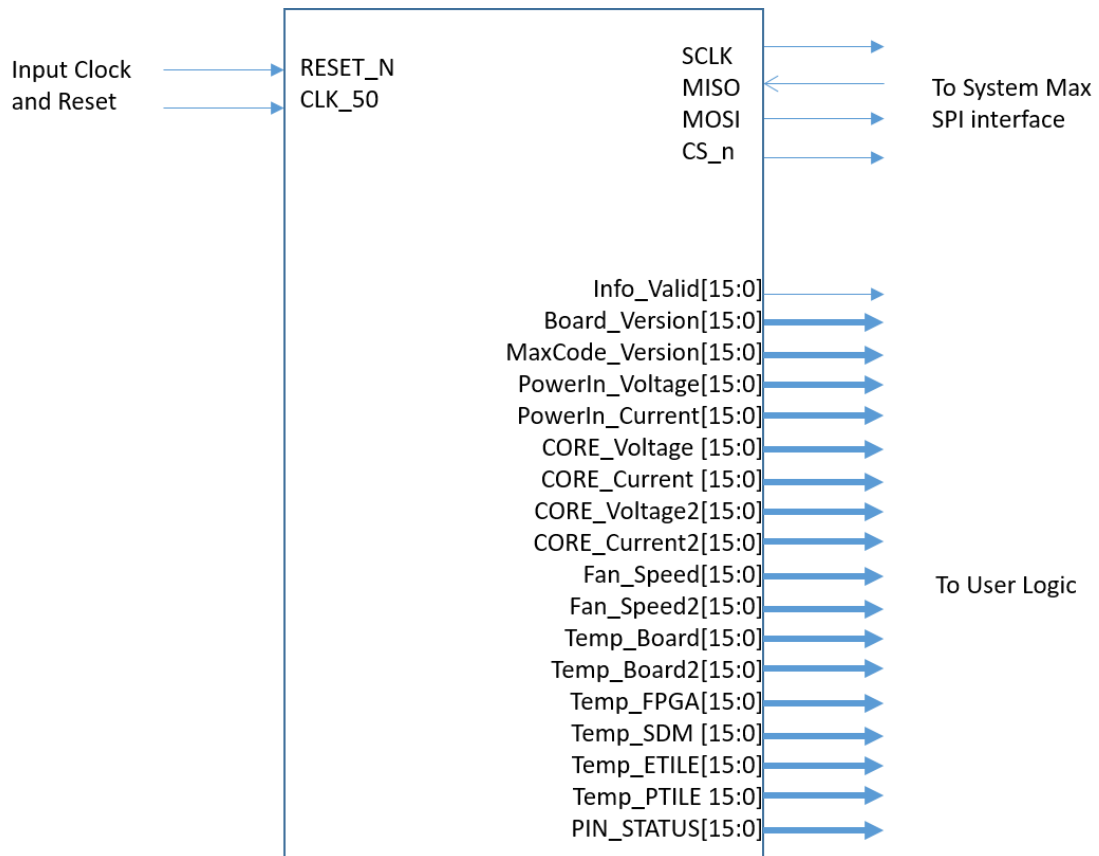 Input Clock
and Reset
RESET_N
CLK_50
SCLK
MISO
MOSI
CS_n
To System Max
SPI interface
Info_Valid[15:0]
Board_Version[15:0]
MaxCode_Version[15:0]
PowerIn_Voltage[15:0]
PowerIn_Current[15:0]
CORE_Voltage [15:0]
CORE_Current [15:0]
CORE_Voltage2[15:0]
CORE_Current2[15:0]
Fan_Speed[15:0]
Fan_Speed2[15:0]
Temp_Board[15:0]
Temp_Board2[15:0]
Temp_FPGA[15:0]
Temp_SDM [15:0]
Temp_ETILE[15:0]
Temp_PTILE 15:0]
PIN_STATUS[15:0]
To User Logic